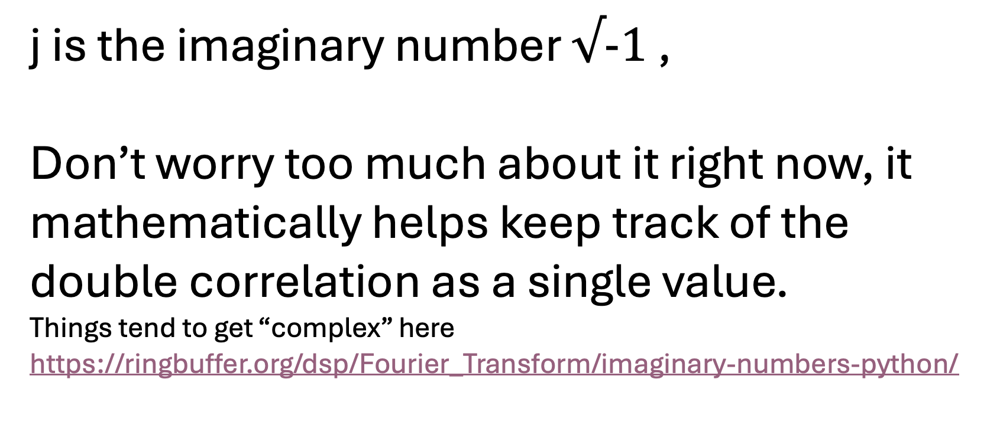 j is the imaginary number √-1 ,
Don’t worry too much about it right now, it
mathematically helps keep track of the
double correlation as a single value.
Things tend to get “complex” here
https://ringbuffer.org/dsp/Fourier_Transform/imaginary-numbers-python/